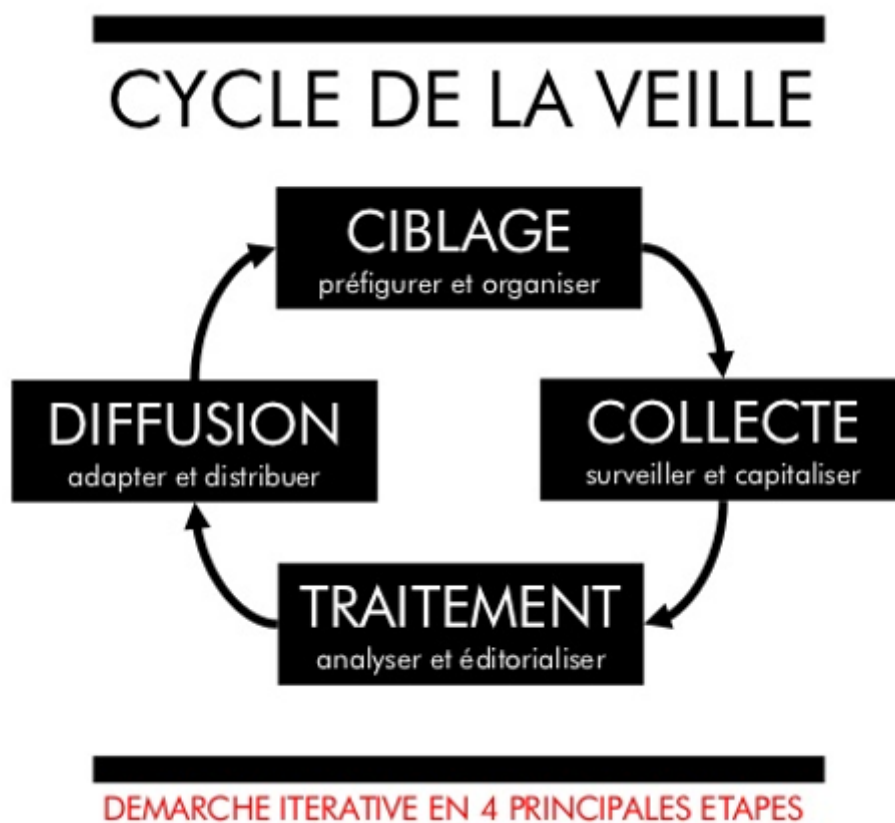 CYCLE DE LA VEILLE
CIBLAGE
préfigurer et organiser
DIFFUSION
adapter et distribuer
COLLECTE
surveiller et capitaliser
TRAITEMENT
analyser et éditorialiser
DEMARCHE ITERATIVE EN 4 PRINCIPALES ETAPES